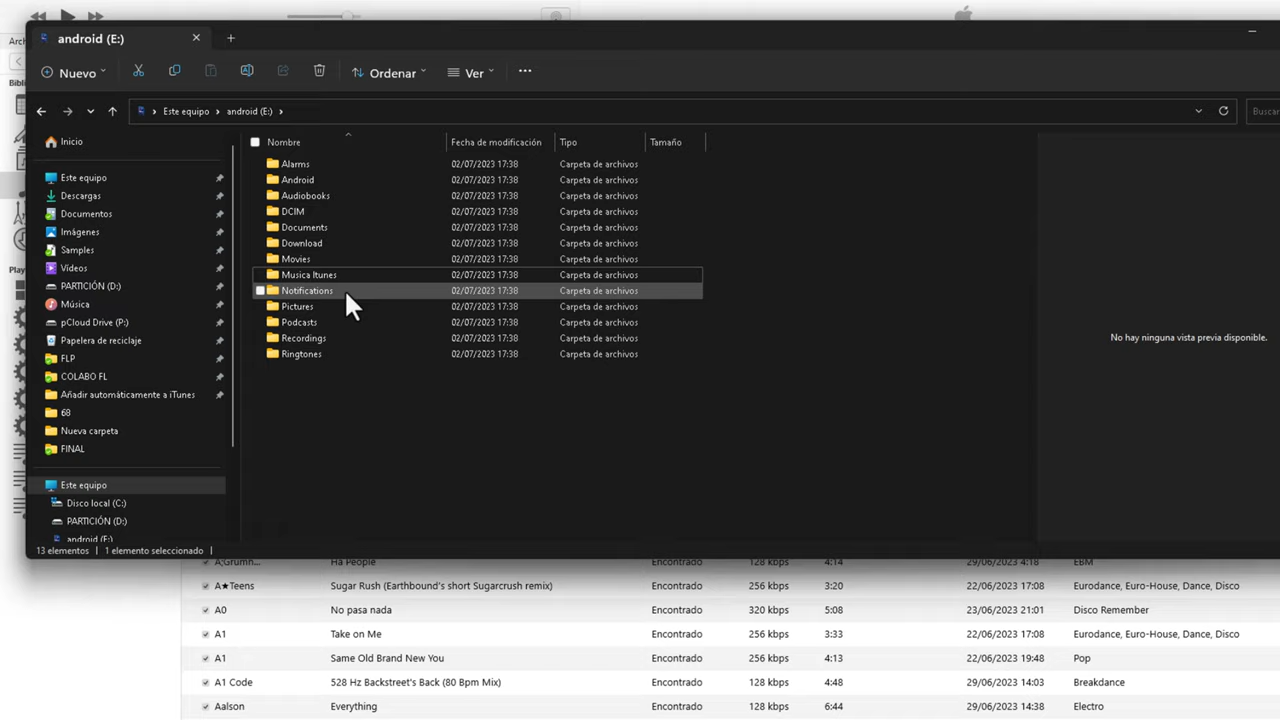 Arch
android (E:)
Nuevo
Ordenar
Ver
Este equipo
android (E:)
Buscar
Bibli
Inicio
Nombre
Fecha de modificación
Tipo
Tamaño
Este equipo
Descargas
Documentos
Imágenes
Samples
Vídeos
PARTICIÓN (D:)
Música
pCloud Drive (P:)
Papelera de reciclaje
FLP
COLABO FL
Añadir automáticamente a iTunes
68
Nueva carpeta
FINAL
Este equipo
Disco local (C:)
PARTICIÓN (D:)
android (E:)
Play
Alarms 02/07/2023 17:38 Carpeta de archivos
Android 02/07/2023 17:38 Carpeta de archivos
Audiobooks 02/07/2023 17:38 Carpeta de archivos
DCIM 02/07/2023 17:38 Carpeta de archivos
Documents 02/07/2023 17:38 Carpeta de archivos
Download 02/07/2023 17:38 Carpeta de archivos
Movies 02/07/2023 17:38 Carpeta de archivos
Musica Itunes 02/07/2023 17:38 Carpeta de archivos
Notifications 02/07/2023 17:38 Carpeta de archivos
Pictures 02/07/2023 17:38 Carpeta de archivos
Podcasts 02/07/2023 17:38 Carpeta de archivos
Recordings 02/07/2023 17:38 Carpeta de archivos
Ringtones 02/07/2023 17:38 Carpeta de archivos
No hay ninguna vista previa disponible.
13 elementos | 1 elemento seleccionado |
A;Grumh... Ha People Encontrado 128 kbps 4:14 29/06/2023 4:18 EBM
A★Teens Sugar Rush (Earthbound's short Sugarcrush remix) Encontrado 256 kbps 3:20 22/06/2023 17:08 Eurodance, Euro-House, Dance, Disco
A0 No pasa nada Encontrado 320 kbps 5:08 23/06/2023 21:01 Disco Remember
A1 Take on Me Encontrado 256 kbps 3:33 22/06/2023 17:08 Eurodance, Euro-House, Dance, Disco
A1 Same Old Brand New You Encontrado 256 kbps 4:13 22/06/2023 19:48 Pop
A1 Code 528 Hz Backstreet's Back (80 Bpm Mix) Encontrado 128 kbps 4:48 29/06/2023 14:03 Breakdance
Aalson Everything Encontrado 256 kbps 6:44 29/06/2023 14:38 Electro